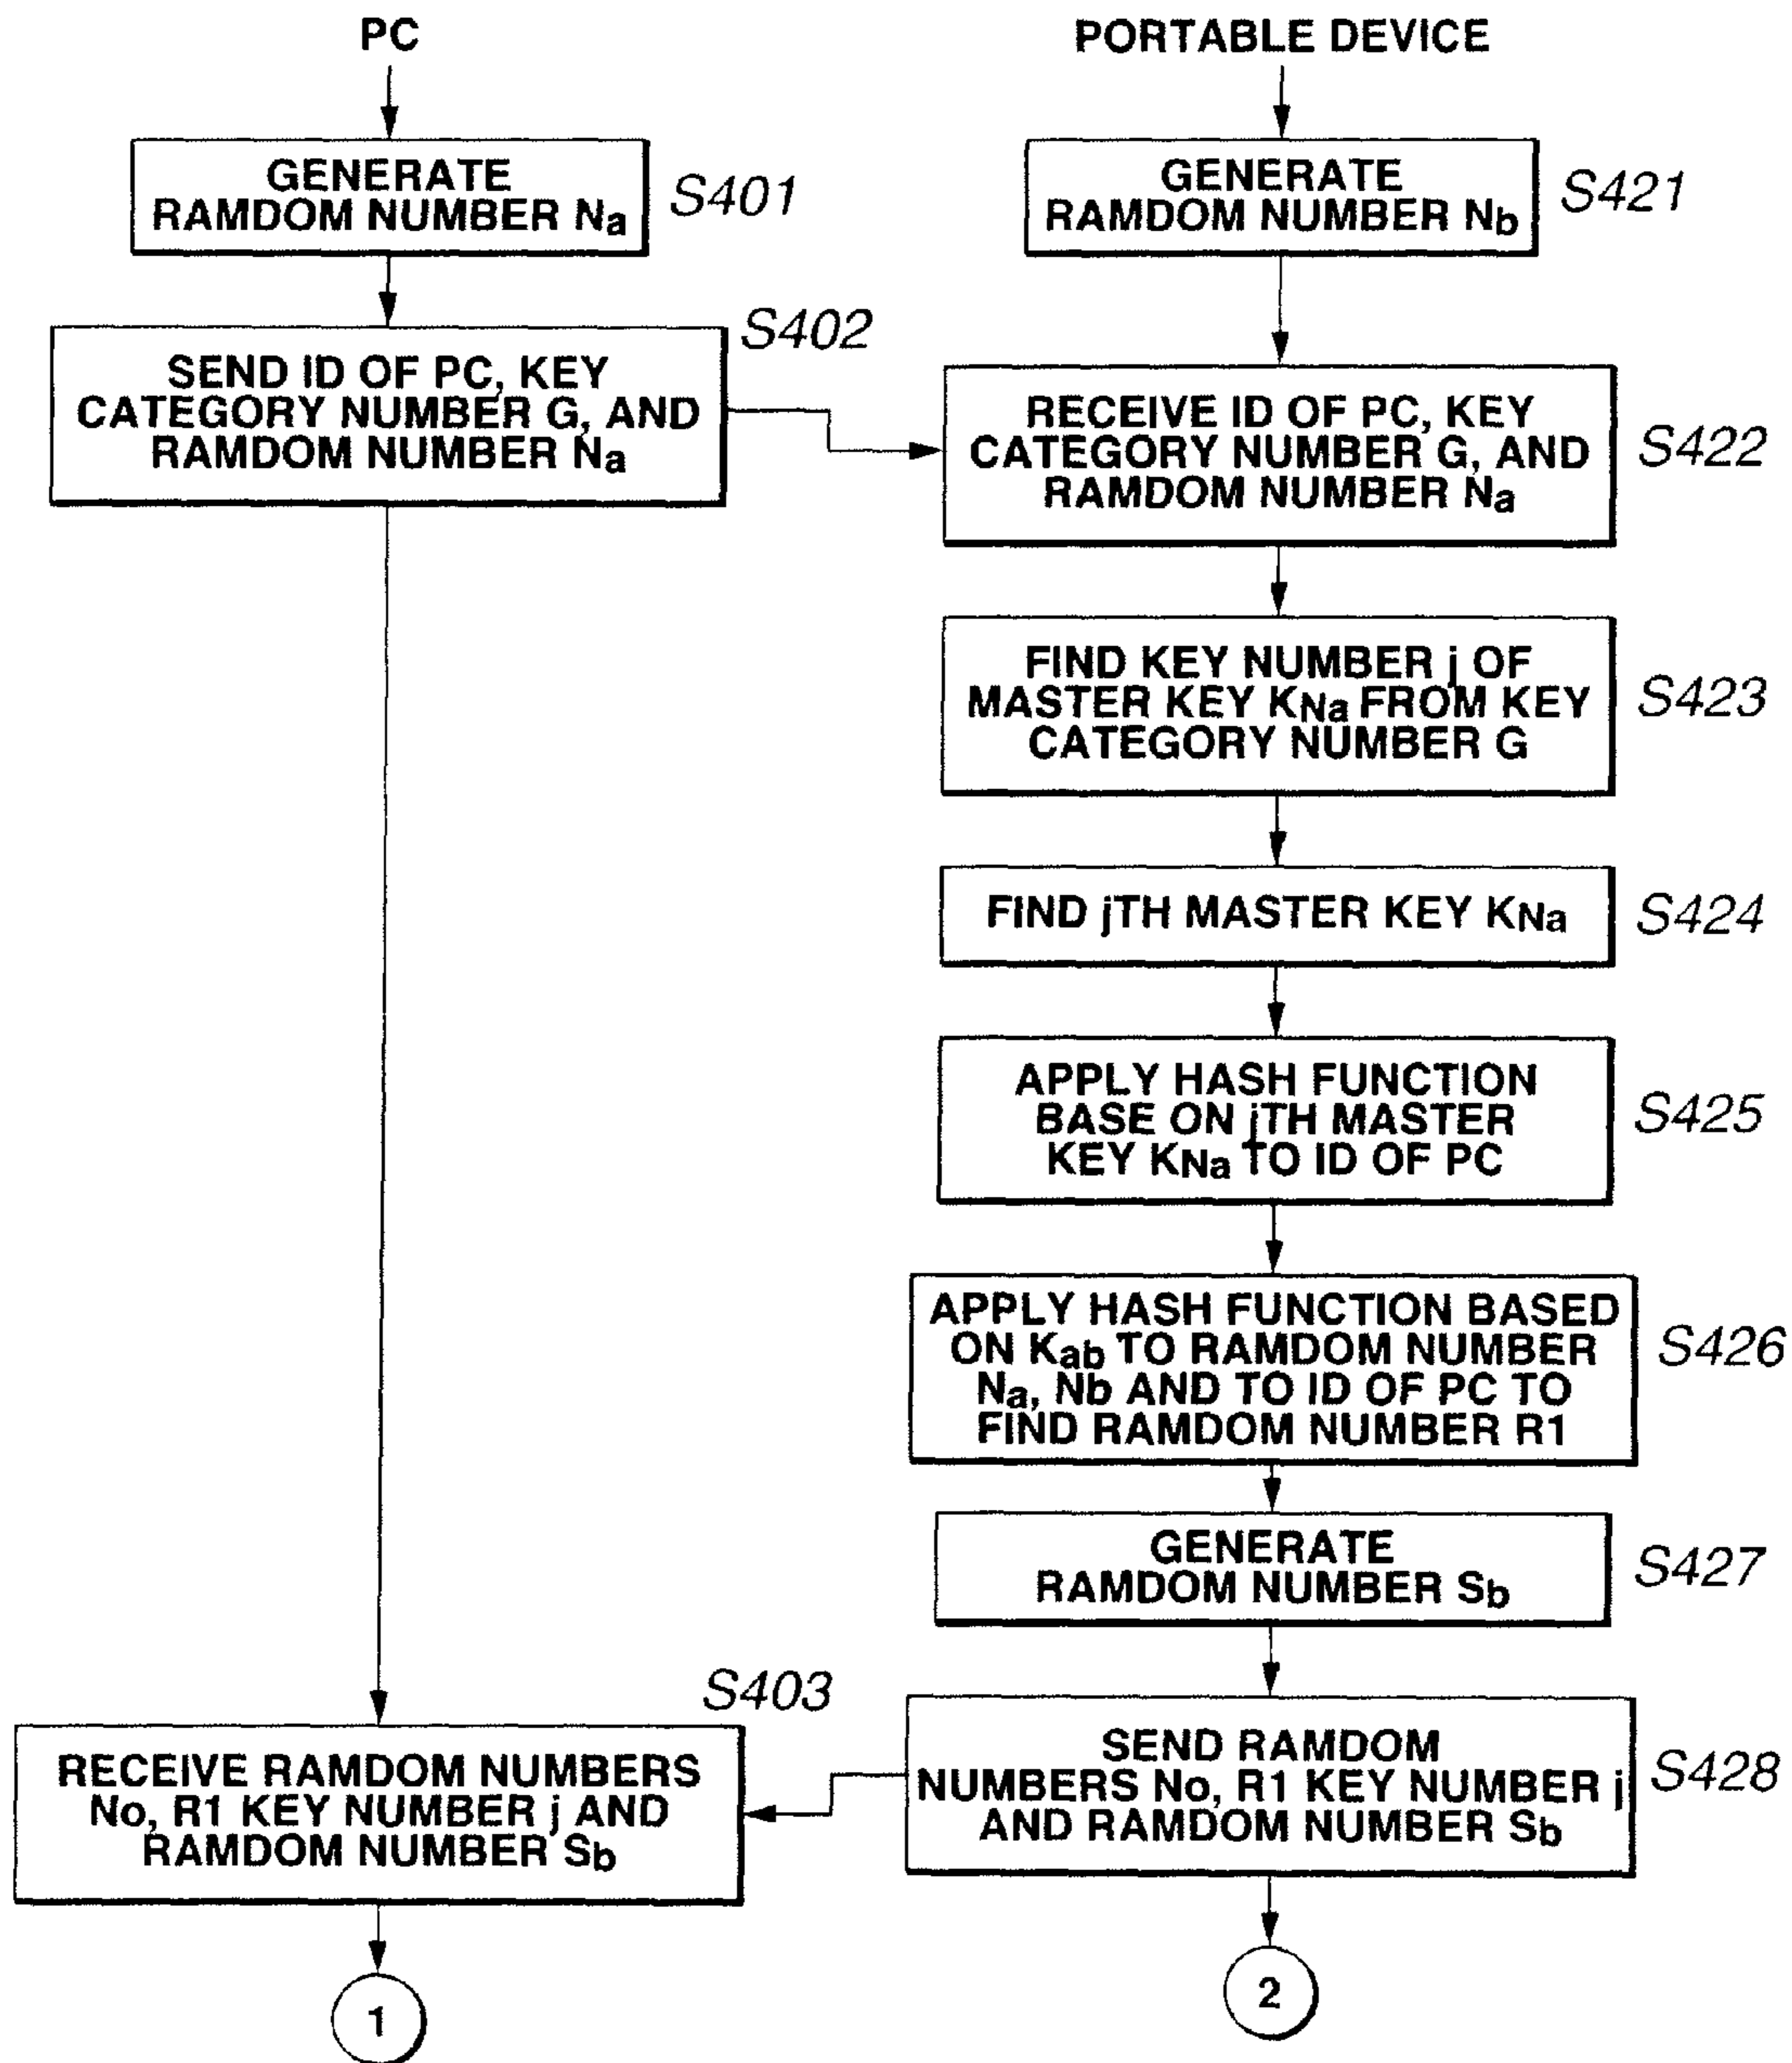 PC
GENERATE
RAMDOM NUMBER Na
S401
SEND ID OF PC, KEY
CATEGORY NUMBER G, AND
RAMDOM NUMBER Na
S402
PORTABLE DEVICE
GENERATE
RAMDOM NUMBER Nb
S421
RECEIVE ID OF PC, KEY
CATEGORY NUMBER G, AND
RAMDOM NUMBER Na
S422
FIND KEY NUMBER j OF
MASTER KEY KNa FROM KEY
CATEGORY NUMBER G
S423
FIND jTH MASTER KEY KNa
S424
APPLY HASH FUNCTION
BASE ON jTH MASTER
KEY KNa TO ID OF PC
S425
APPLY HASH FUNCTION BASED
ON Kab TO RAMDOM NUMBER
Na, Nb AND TO ID OF PC TO
FIND RAMDOM NUMBER R1
S426
GENERATE
RAMDOM NUMBER Sb
S427
SEND RAMDOM
NUMBERS No, R1 KEY NUMBER j
AND RAMDOM NUMBER Sb
S428
S403
RECEIVE RAMDOM NUMBERS
No, R1 KEY NUMBER j AND
RAMDOM NUMBER Sb
1
2